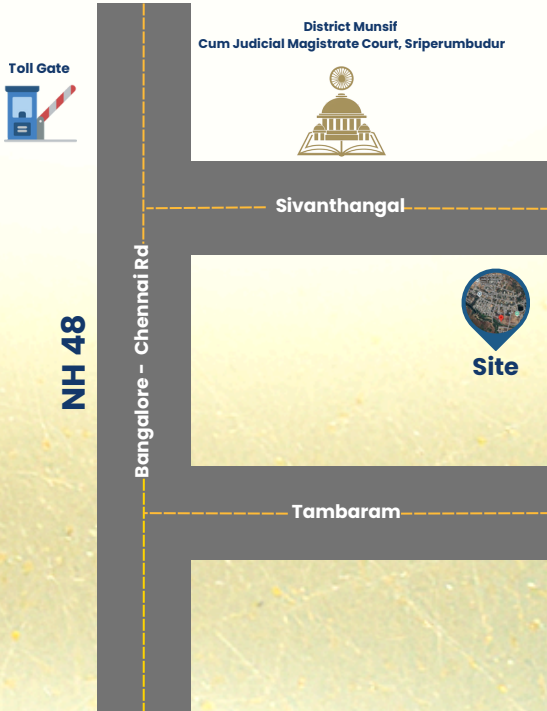 District Munsif
Cum Judicial Magistrate Court, Sriperumbudur
Toll Gate
Sivanthangal
Bangalore - Chennai Rd
NH 48
Site
Tambaram